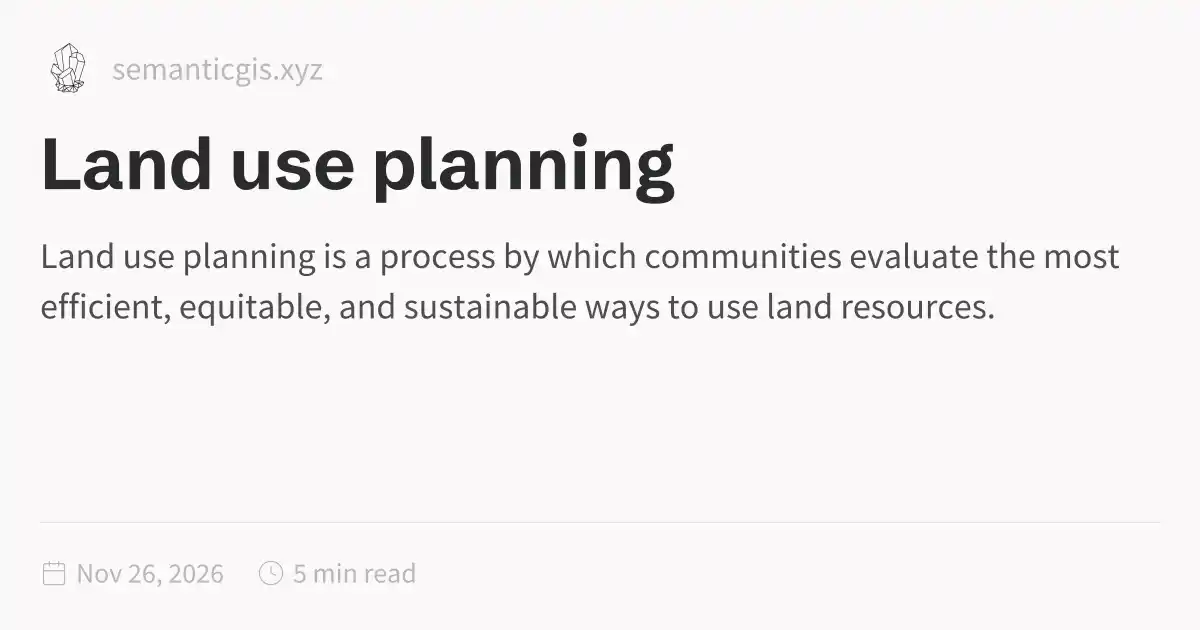 semanticgis.xyz
Land use planning
Land use planning is a process by which communities evaluate the most
efficient, equitable, and sustainable ways to use land resources.
Nov 26, 2026 5 min read